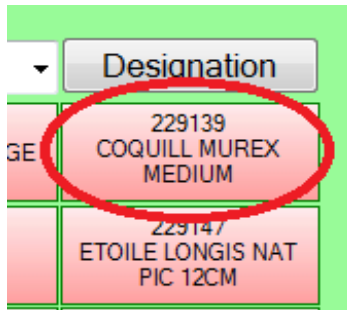 Designation
GE
229139
COQUILL MUREX
MEDIUM
229147
ETOILE LONGIS NAT
PIC 12CM